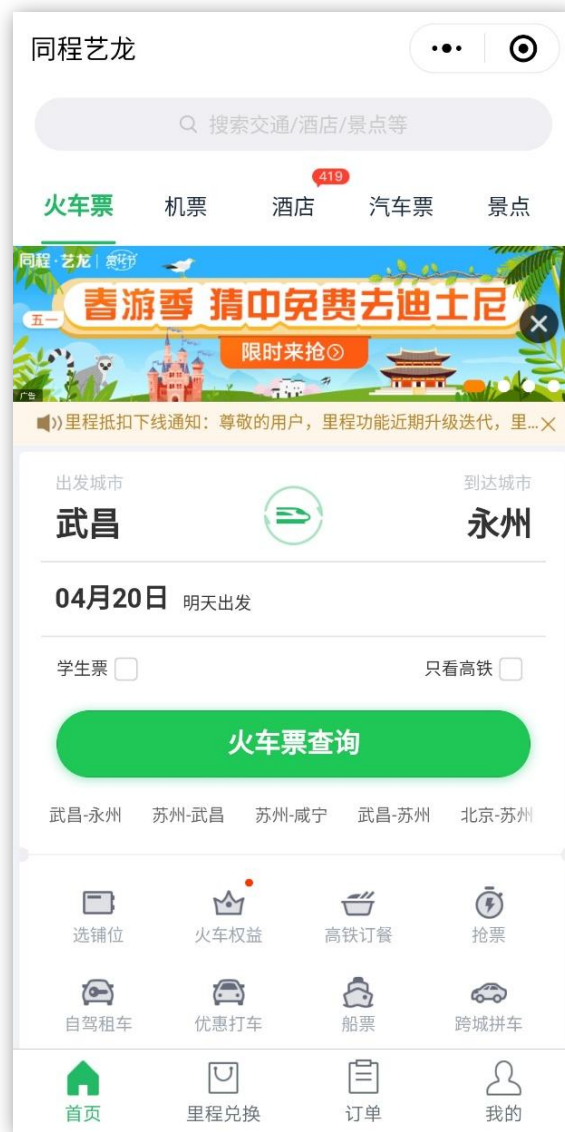 同程艺龙
搜索交通/酒店/景点等
419
火车票 机票 酒店 汽车票 景点
同程·艺龙
五一
春游季 猜中免费去迪士尼
限时来抢
广告
里程抵扣下线通知：尊敬的用户，里程功能近期升级迭代，里...
出发城市 到达城市
武昌 永州
04月20日 明天出发
学生票 只看高铁
火车票查询
武昌-永州 苏州-武昌 苏州-咸宁 武昌-苏州 北京-苏州
选铺位 火车权益 高铁订餐 抢票
自驾租车 优惠打车 船票 跨城拼车
首页 里程兑换 订单 我的